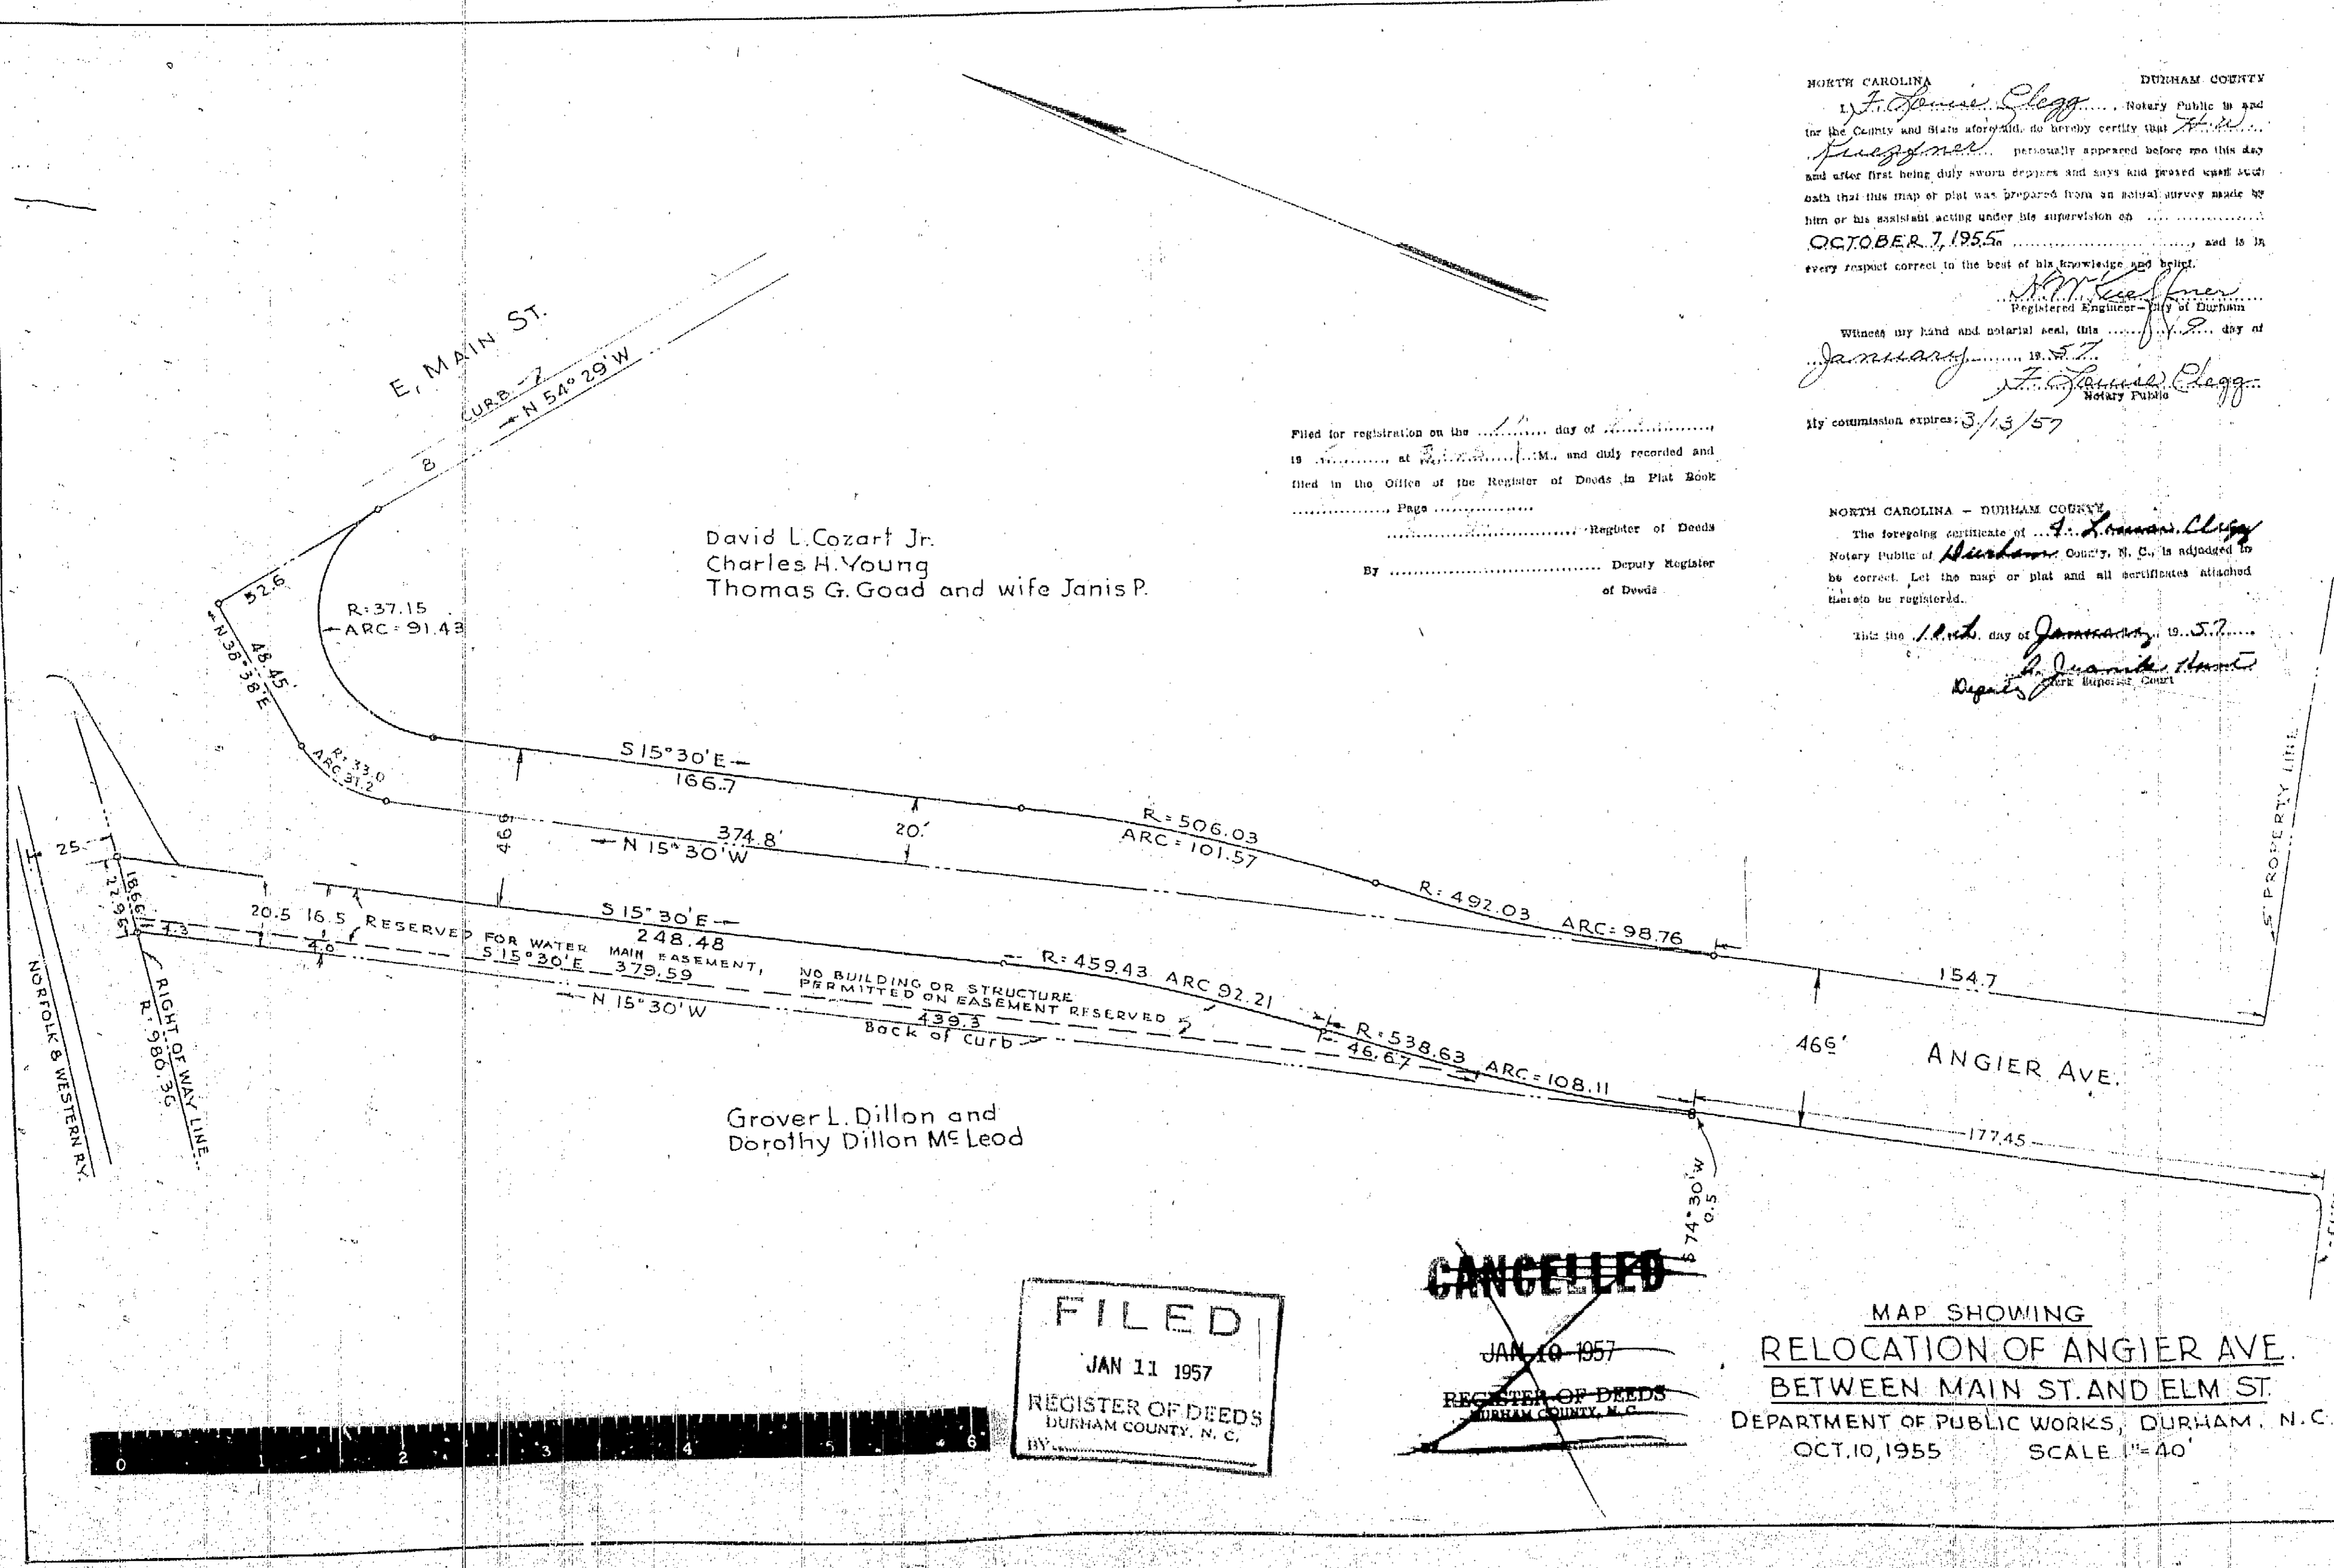 NORTH CAROLINA DURHAM COUNTY
I, F. Louise Clegg, Notary Public in and
for the County and State aforesaid, do hereby certify that H.W.
Kueffner personally appeared before me this day
and after first being duly sworn deposes and says and proved upon such
oath that this map or plat was prepared from an actual survey made by
him or his assistant acting under his supervision on
OCTOBER 7, 1955, and is in
every respect correct to the best of his knowledge and belief.
H.W. Kueffner
Registered Engineer-City of Durham
Witness my hand and notarial seal, this day of
January, 1957
F. Louise Clegg
Notary Public
My commission expires: 3/13/57
Filed for registration on the day of
19 at M., and duly recorded and
filed in the Office of the Register of Deeds in Plat Book
Page
Register of Deeds
By Deputy Register
of Deeds
NORTH CAROLINA - DURHAM COUNTY
The foregoing certificate of F. Louise Clegg
Notary Public of Durham County, N. C., is adjudged to
be correct. Let the map or plat and all certificates attached
thereto be registered.
This the day of January, 1957
Juanita Hunt
Deputy Clerk Superior Court
E, MAIN ST.
CURB-7
N 54° 29' W
8
52.6
R: 37.15
ARC = 91.43
48.45'
N 38° 38' E
R: 33.0
ARC 31.2
David L. Cozart Jr.
Charles H. Young
Thomas G. Goad and wife Janis P.
S 15° 30' E
166.7
46.6
374.8'
N 15° 30' W
20.'
R = 506.03
ARC = 101.57
R: 492.03 ARC = 98.76
154.7
PROPERTY LINE
25
18.66
22.96
20.5 16.5
7.3
4.0
RESERVED FOR WATER MAIN EASEMENT,
NO BUILDING OR STRUCTURE
PERMITTED ON EASEMENT RESERVED
S 15° 30' E
248.48
S 15° 30' E 379.59
N 15° 30' W
439.3
Back of curb
R: 459.43 ARC 92.21
R: 538.63 ARC = 108.11
46.67
466'
ANGIER AVE.
177.45
S 74° 30' W
0.5
NORFOLK & WESTERN RY.
RIGHT OF WAY LINE
R: 980.36
Grover L. Dillon and
Dorothy Dillon Mc Leod
FILED
JAN 11 1957
REGISTER OF DEEDS
DURHAM COUNTY, N. C.
BY
CANCELLED
JAN 10 1957
REGISTER OF DEEDS
DURHAM COUNTY, N. C.
MAP SHOWING
RELOCATION OF ANGIER AVE.
BETWEEN MAIN ST. AND ELM ST.
DEPARTMENT OF PUBLIC WORKS, DURHAM, N.C.
OCT. 10, 1955 SCALE 1"=40'
0 1 2 3 4 5 6